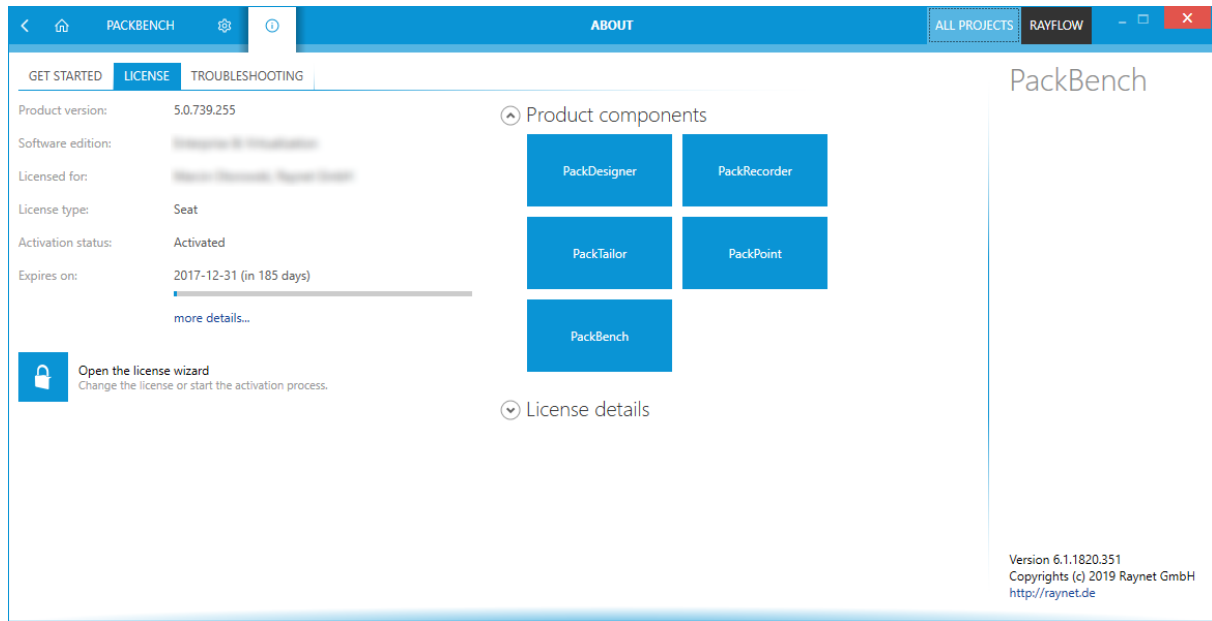 PACKBENCH
ABOUT
ALL PROJECTS
RAYFLOW
GET STARTED
LICENSE
TROUBLESHOOTING
Product version:
5.0.739.255
Software edition:
Licensed for:
License type:
Seat
Activation status:
Activated
Expires on:
2017-12-31 (in 185 days)
more details...
Open the license wizard
Change the license or start the activation process.
Product components
PackDesigner
PackRecorder
PackTailor
PackPoint
PackBench
License details
PackBench
Version 6.1.1820.351
Copyrights (c) 2019 Raynet GmbH
http://raynet.de